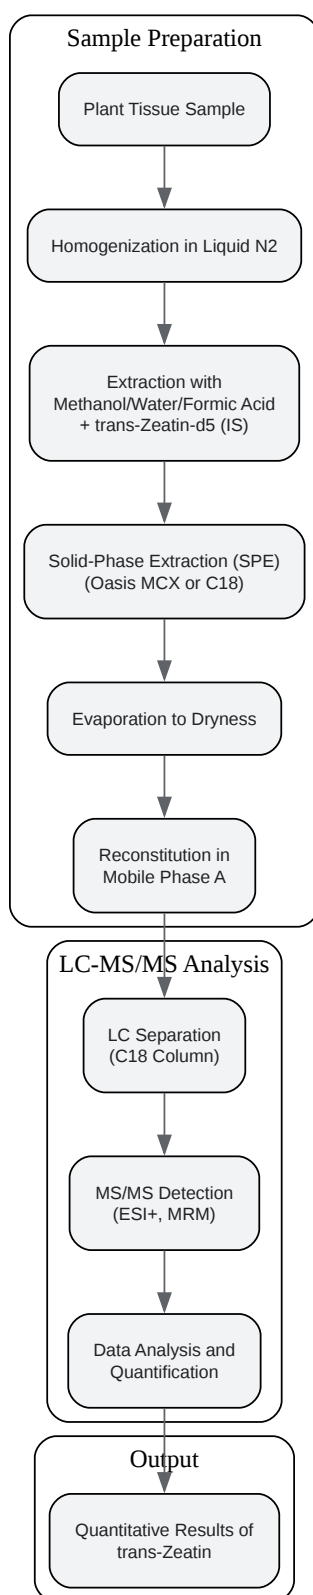 Sample Preparation
Plant Tissue Sample
Homogenization in Liquid N2
Extraction with
Methanol/Water/Formic Acid
+ trans-Zeatin-d5 (IS)
Solid-Phase Extraction (SPE)
(Oasis MCX or C18)
Evaporation to Dryness
Reconstitution in
Mobile Phase A
LC-MS/MS Analysis
LC Separation
(C18 Column)
MS/MS Detection
(ESI+, MRM)
Data Analysis and
Quantification
Output
Quantitative Results of
trans-Zeatin